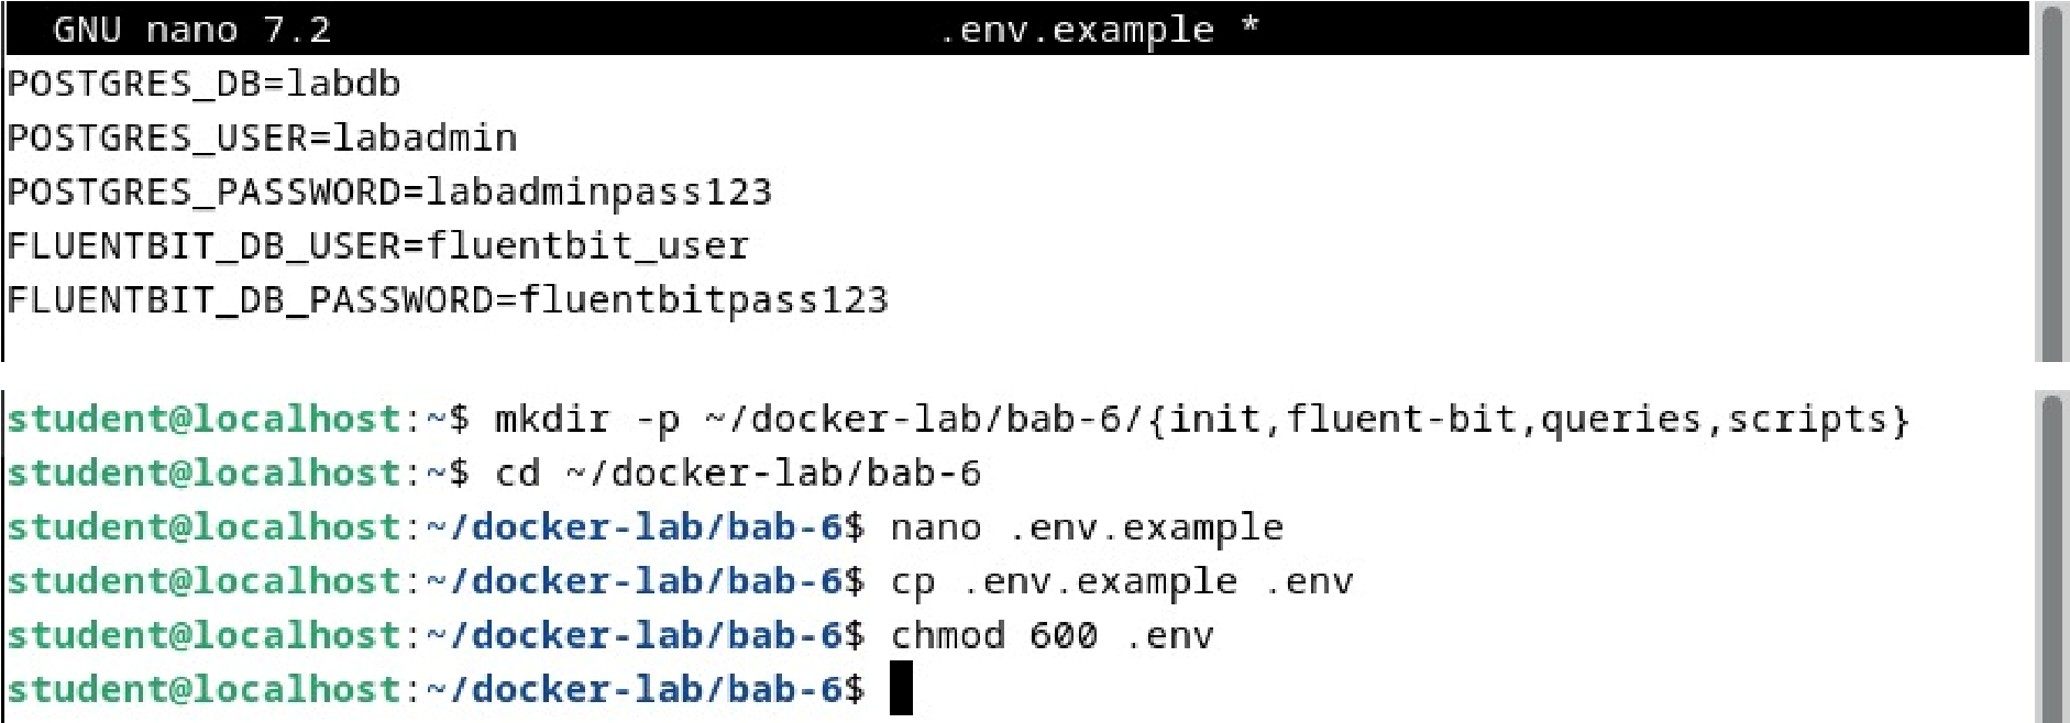 GNU nano 7.2 .env.example *
POSTGRES_DB=labdb
POSTGRES_USER=labadmin
POSTGRES_PASSWORD=labadminpass123
FLUENTBIT_DB_USER=fluentbit_user
FLUENTBIT_DB_PASSWORD=fluentbitpass123
student@localhost:~$ mkdir -p ~/docker-lab/bab-6/{init,fluent-bit,queries,scripts}
student@localhost:~$ cd ~/docker-lab/bab-6
student@localhost:~/docker-lab/bab-6$ nano .env.example
student@localhost:~/docker-lab/bab-6$ cp .env.example .env
student@localhost:~/docker-lab/bab-6$ chmod 600 .env
student@localhost:~/docker-lab/bab-6$